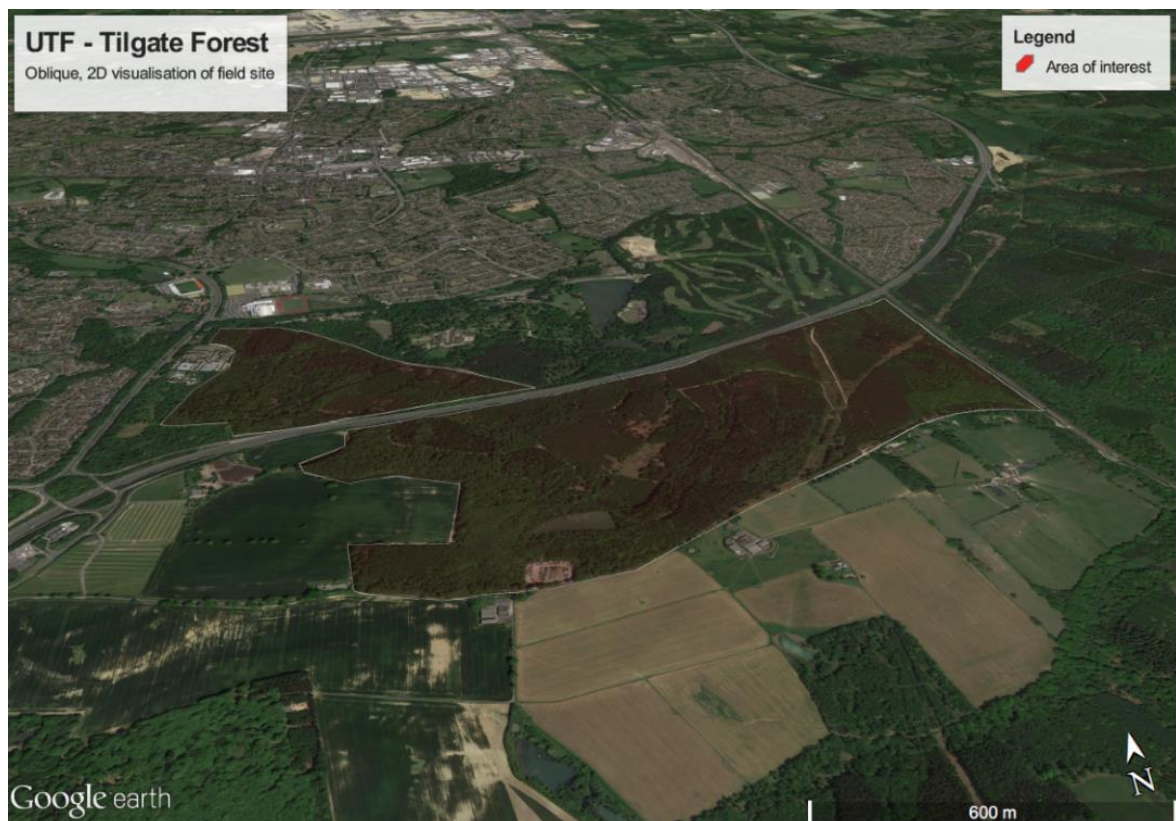 UTF - Tilgate Forest
Oblique, 2D visualisation of field site
Legend
Area of interest
Google earth
N
600 m